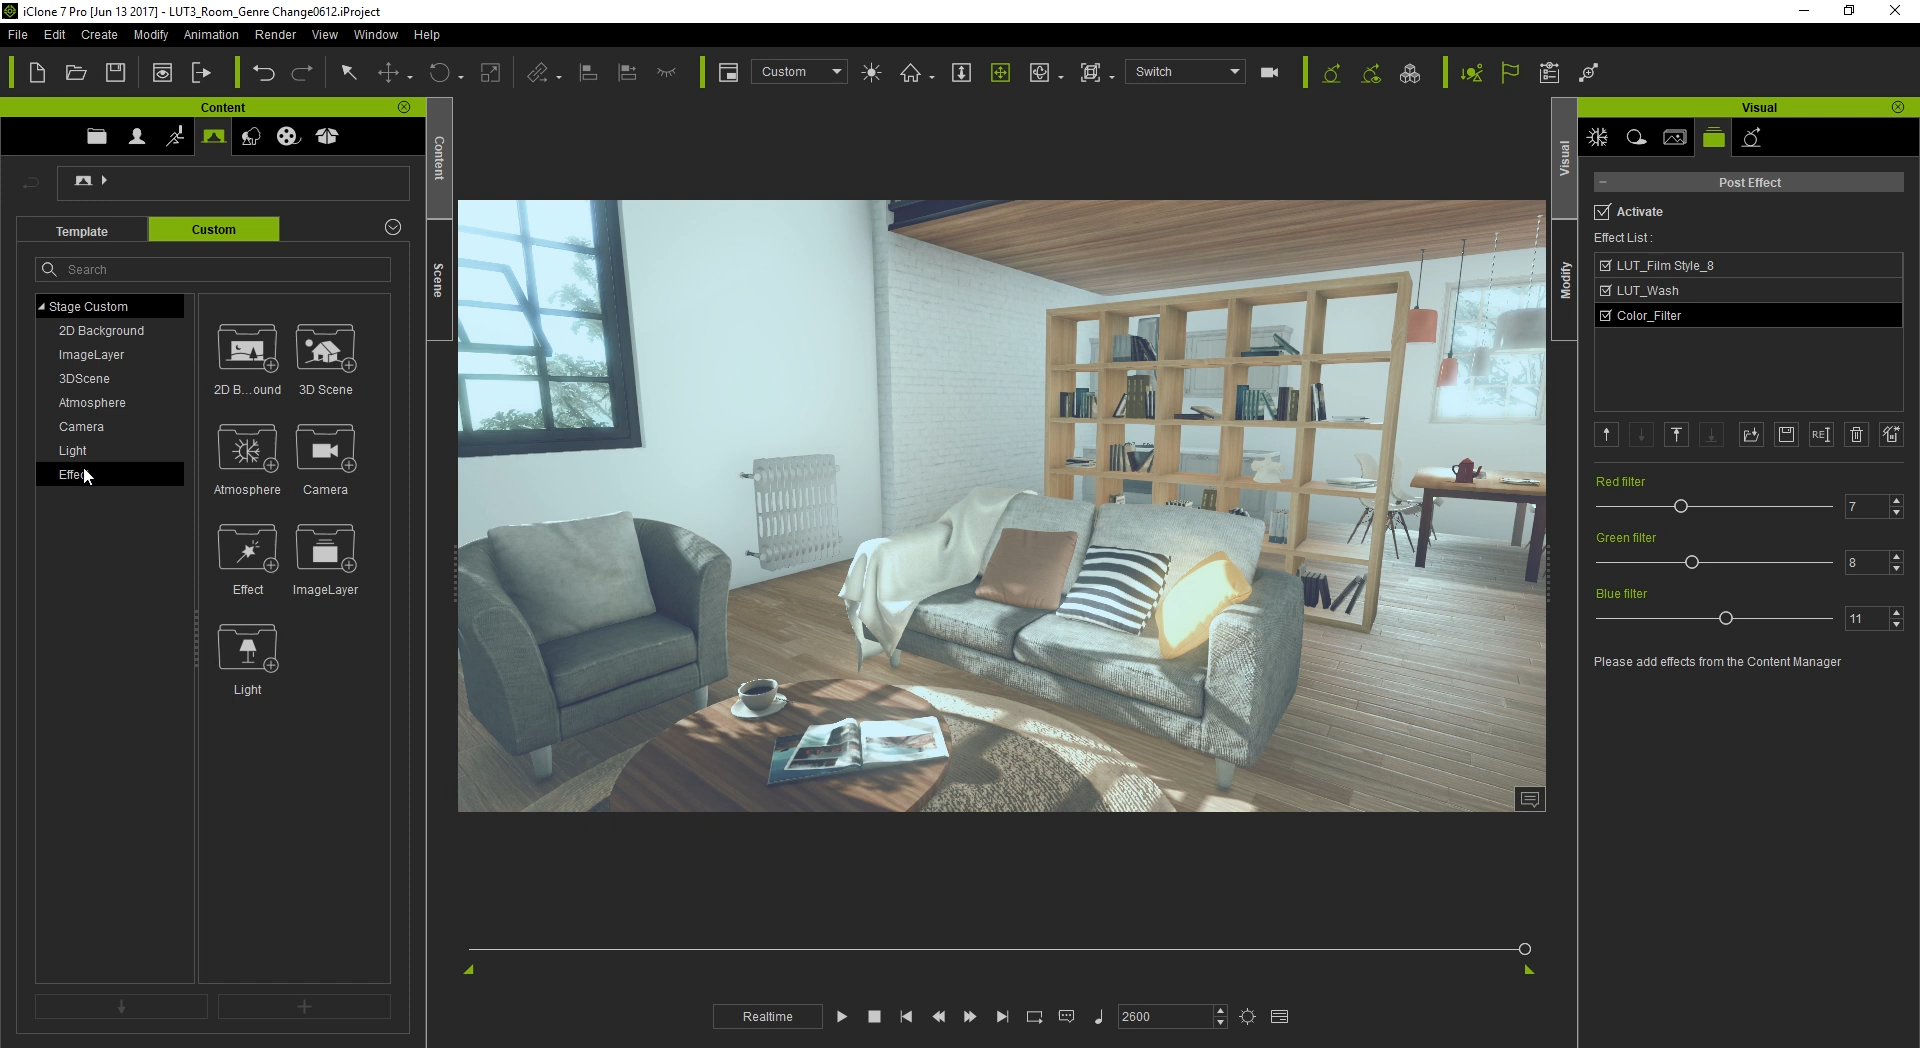 iClone 7 Pro [Jun 13 2017] - LUT3_Room_Genre Change0612.iProject
File Edit Create Modify Animation Render View Window Help
Custom
Switch
Content
Content
Scene
Template
Custom
Search
Stage Custom
2D Background
ImageLayer
3DScene
Atmosphere
Camera
Light
Effec
2D B...ound
3D Scene
Atmosphere
Camera
Effect
ImageLayer
Light
Realtime
2600
Visual
Modify
Visual
Post Effect
Activate
Effect List :
LUT_Film Style_8
LUT_Wash
Color_Filter
RE
Red filter
7
Green filter
8
Blue filter
11
Please add effects from the Content Manager